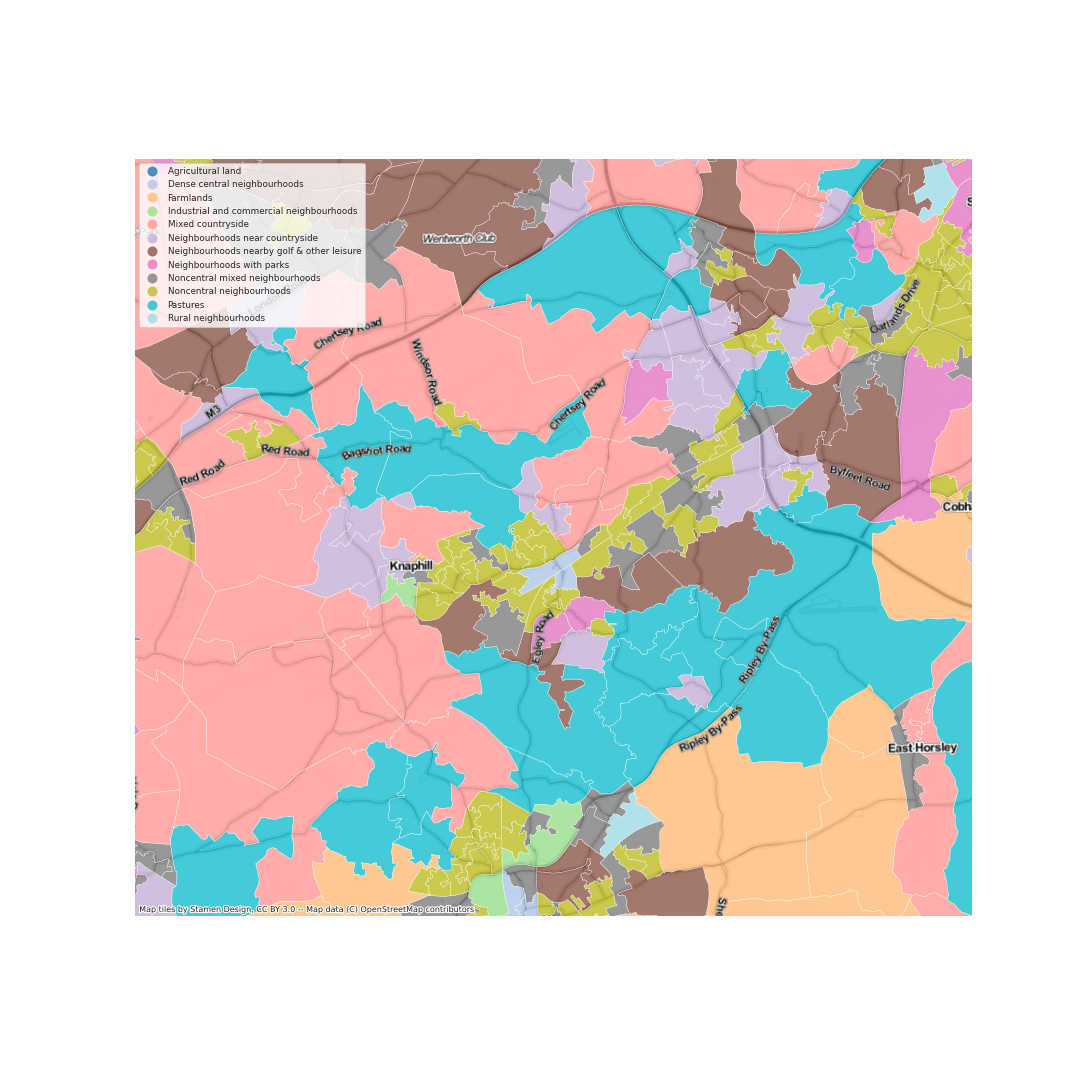 Agricultural land
Dense central neighbourhoods
Farmlands
Industrial and commercial neighbourhoods
Mixed countryside
Neighbourhoods near countryside
Neighbourhoods nearby golf & other leisure
Neighbourhoods with parks
Noncentral mixed neighbourhoods
Noncentral neighbourhoods
Pastures
Rural neighbourhoods
Wentworth Club
S
Oatlands Drive
Chertsey Road
Windsor Road
Chertsey Road
M3
Red Road
Bagshot Road
Red Road
Byfleet Road
Cobh
Knaphill
Egley Road
Ripley By-Pass
Ripley By-Pass
East Horsley
She
Map tiles by Stamen Design, CC BY 3.0 -- Map data (C) OpenStreetMap contributors